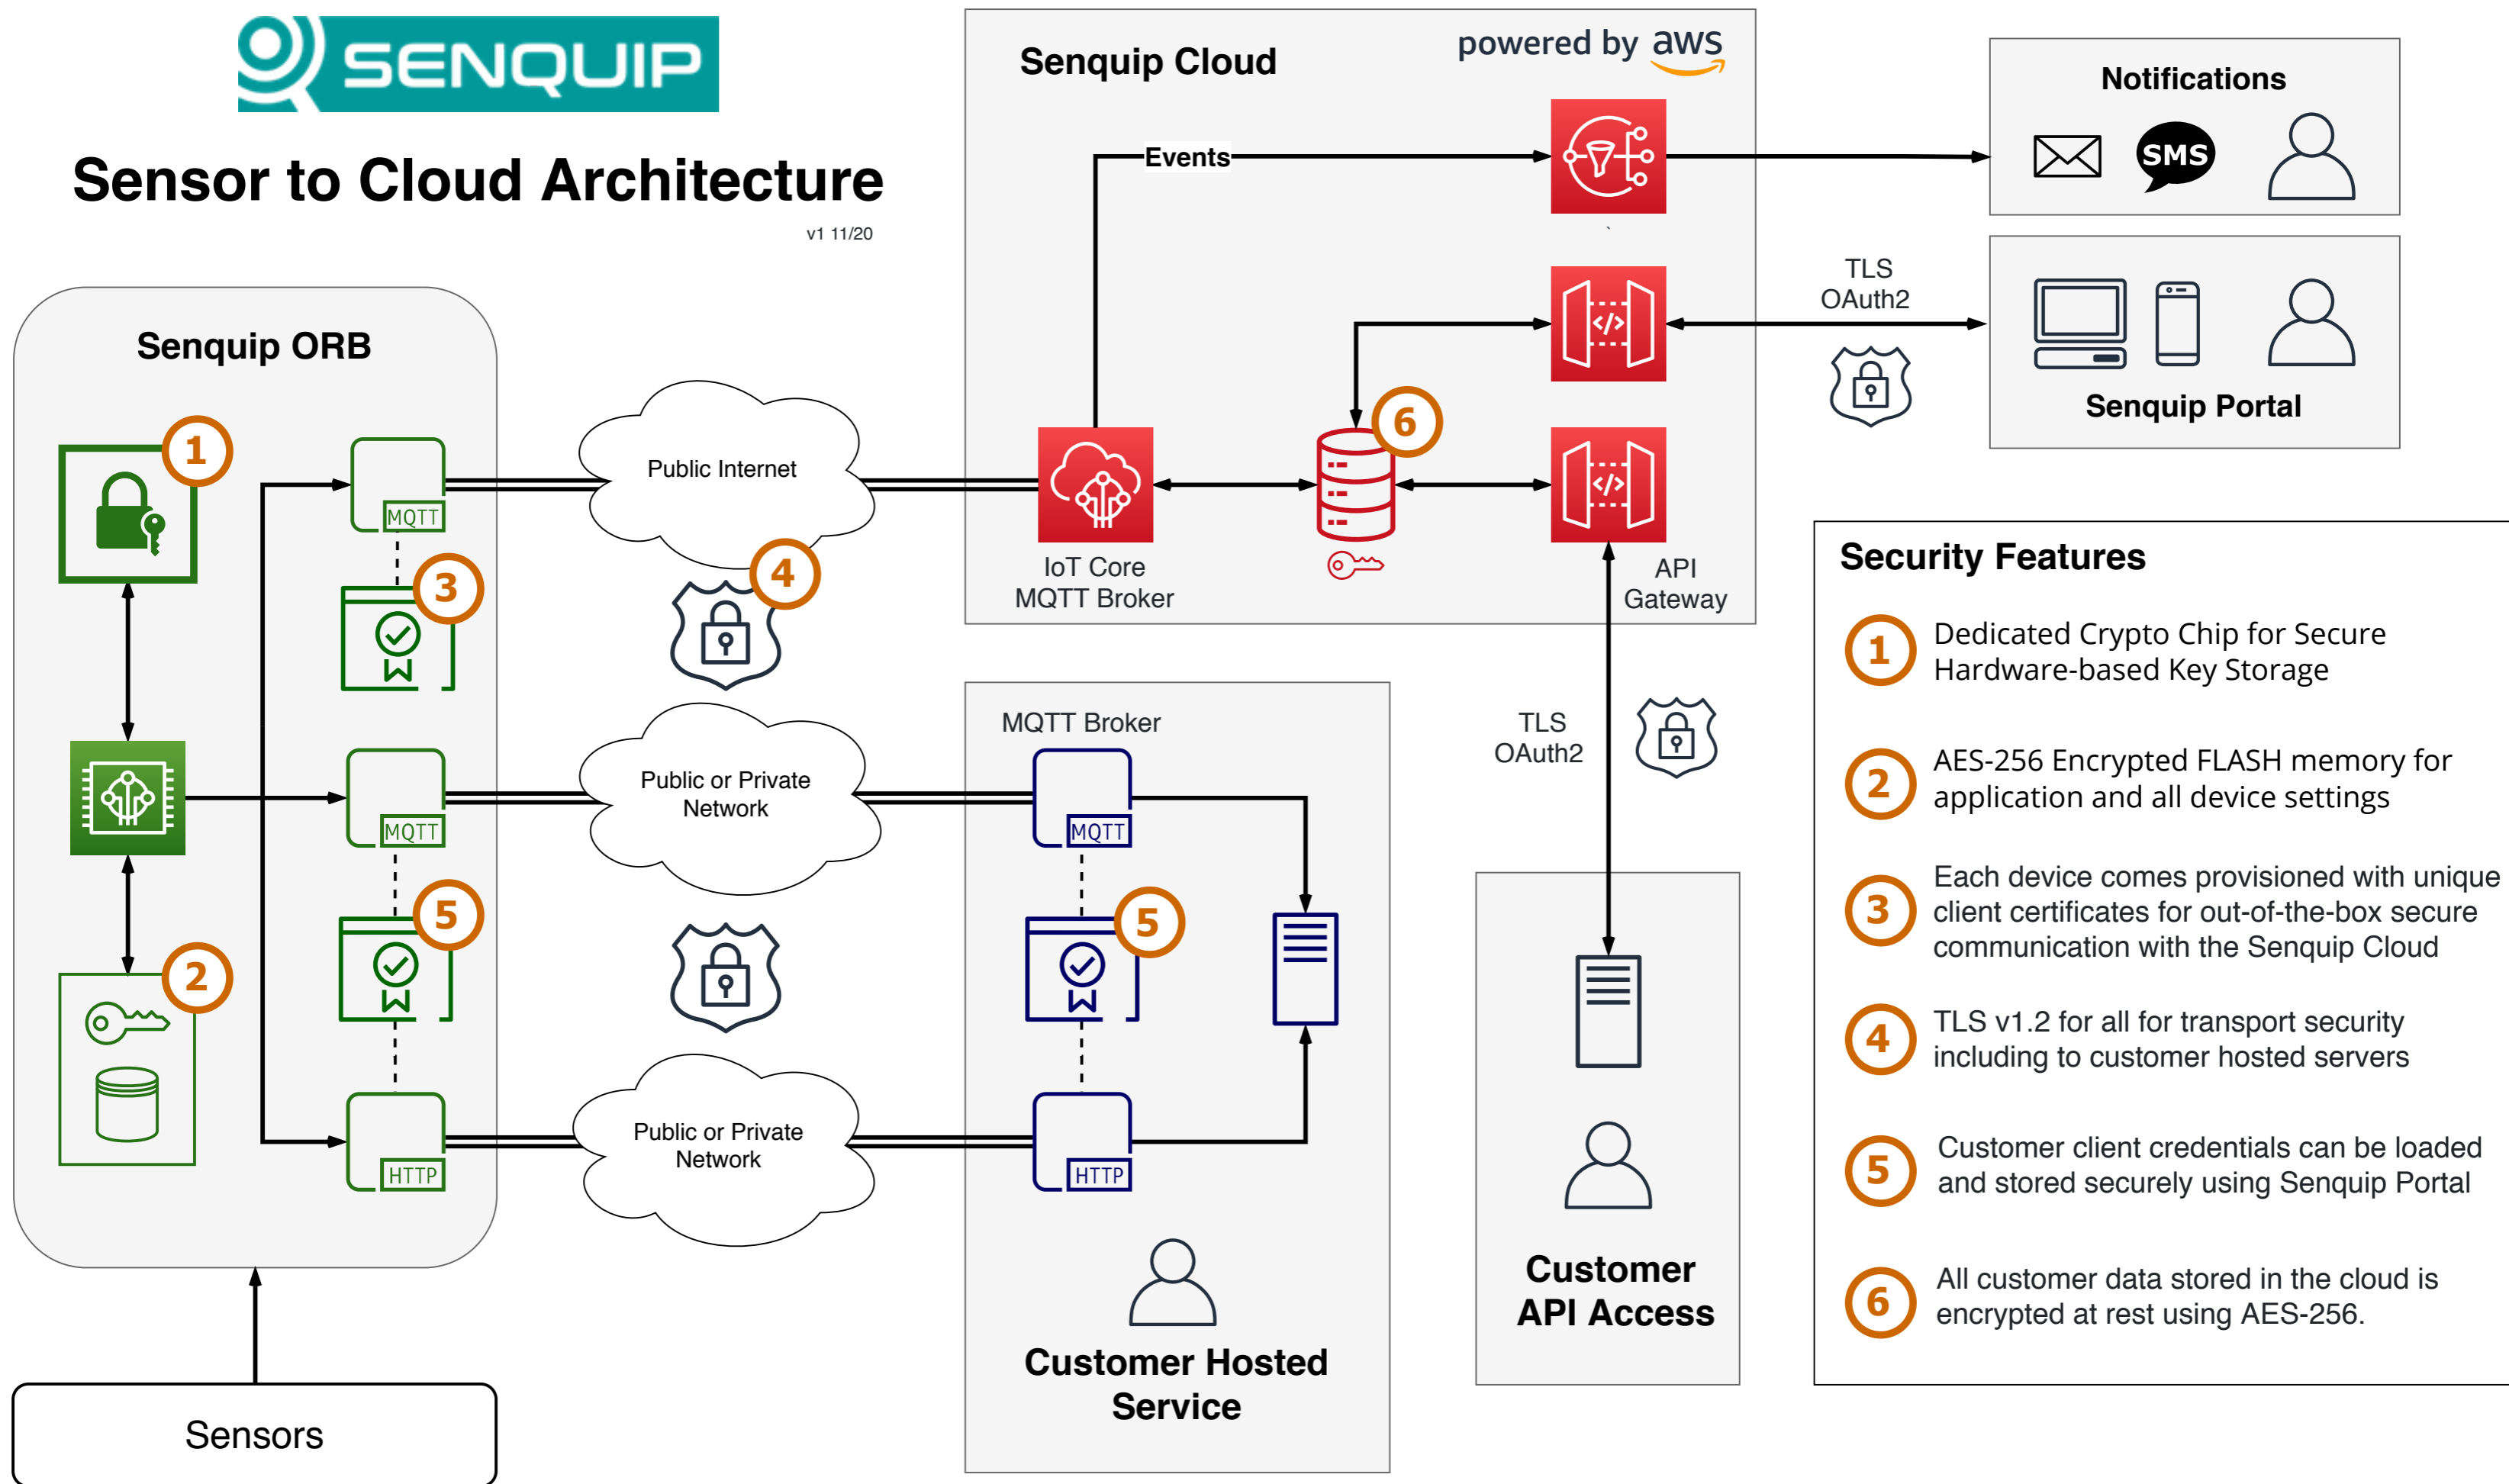 SENQUIP
Sensor to Cloud Architecture
v1 11/20
Senquip Cloud
powered by aws
Events
Notifications
SMS
TLS
OAuth2
Senquip Portal
Senquip ORB
1
MQTT
3
Public Internet
4
6
IoT Core
MQTT Broker
API
Gateway
MQTT
5
Public or Private
Network
2
HTTP
Public or Private
Network
MQTT Broker
MQTT
5
HTTP
Customer Hosted
Service
TLS
OAuth2
Customer
API Access
Sensors
Security Features
1
Dedicated Crypto Chip for Secure
Hardware-based Key Storage
2
AES-256 Encrypted FLASH memory for
application and all device settings
3
Each device comes provisioned with unique
client certificates for out-of-the-box secure
communication with the Senquip Cloud
4
TLS v1.2 for all for transport security
including to customer hosted servers
5
Customer client credentials can be loaded
and stored securely using Senquip Portal
6
All customer data stored in the cloud is
encrypted at rest using AES-256.